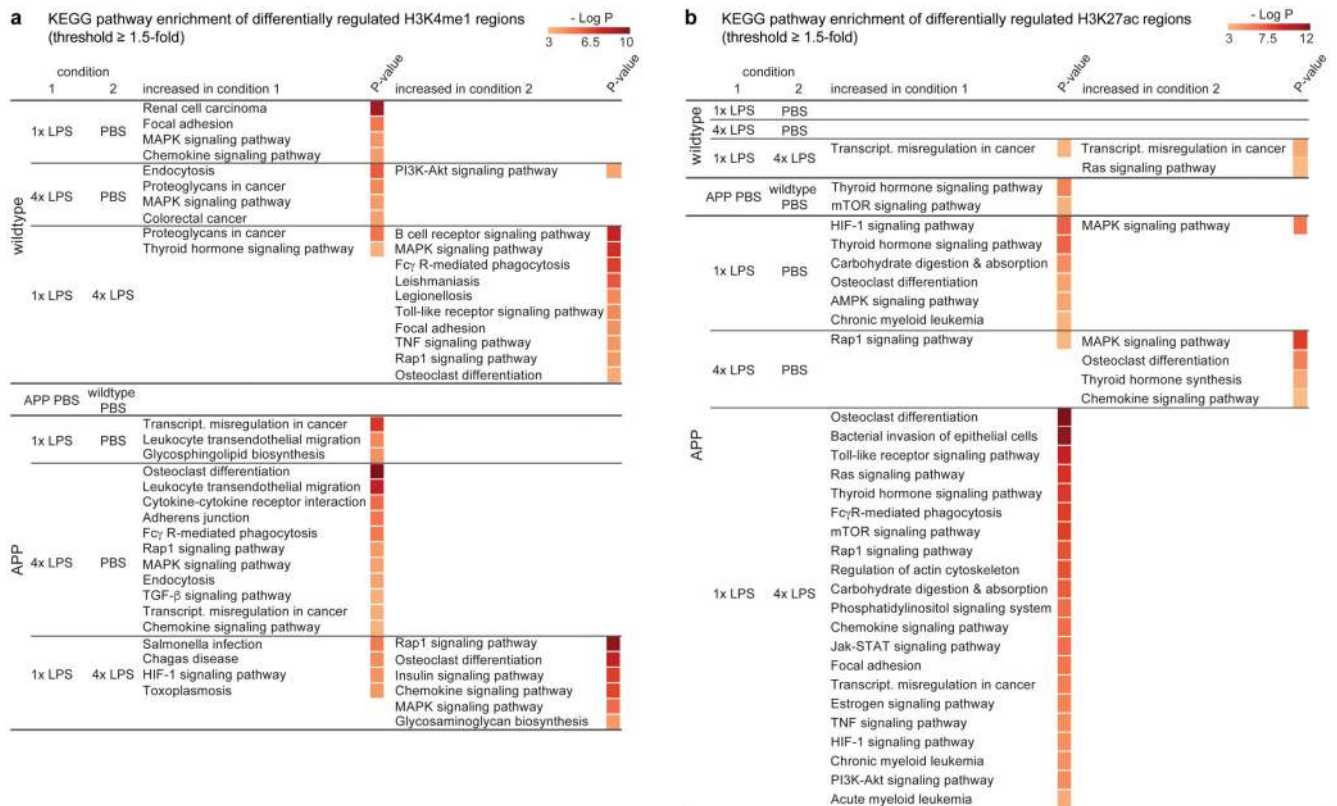 a KEGG pathway enrichment of differentially regulated H3K4me1 regions
(threshold ≥ 1.5-fold)
- Log P
3 6.5 10
condition
1 2 increased in condition 1 P-value increased in condition 2 P-value
wildtype
1x LPS PBS
Renal cell carcinoma
Focal adhesion
MAPK signaling pathway
Chemokine signaling pathway
4x LPS PBS
Endocytosis PI3K-Akt signaling pathway
Proteoglycans in cancer
MAPK signaling pathway
Colorectal cancer
1x LPS 4x LPS
Proteoglycans in cancer B cell receptor signaling pathway
Thyroid hormone signaling pathway MAPK signaling pathway
Fcγ R-mediated phagocytosis
Leishmaniasis
Legionellosis
Toll-like receptor signaling pathway
Focal adhesion
TNF signaling pathway
Rap1 signaling pathway
Osteoclast differentiation
APP PBS wildtype PBS
APP
1x LPS PBS
Transcript. misregulation in cancer
Leukocyte transendothelial migration
Glycosphingolipid biosynthesis
4x LPS PBS
Osteoclast differentiation
Leukocyte transendothelial migration
Cytokine-cytokine receptor interaction
Adherens junction
Fcγ R-mediated phagocytosis
Rap1 signaling pathway
MAPK signaling pathway
Endocytosis
TGF-β signaling pathway
Transcript. misregulation in cancer
Chemokine signaling pathway
1x LPS 4x LPS
Salmonella infection Rap1 signaling pathway
Chagas disease Osteoclast differentiation
HIF-1 signaling pathway Insulin signaling pathway
Toxoplasmosis Chemokine signaling pathway
MAPK signaling pathway
Glycosaminoglycan biosynthesis
b KEGG pathway enrichment of differentially regulated H3K27ac regions
(threshold ≥ 1.5-fold)
- Log P
3 7.5 12
condition
1 2 increased in condition 1 P-value increased in condition 2 P-value
wildtype
1x LPS PBS
4x LPS PBS
1x LPS 4x LPS
Transcript. misregulation in cancer Transcript. misregulation in cancer
Ras signaling pathway
APP PBS wildtype PBS
Thyroid hormone signaling pathway
mTOR signaling pathway
APP
1x LPS PBS
HIF-1 signaling pathway MAPK signaling pathway
Thyroid hormone signaling pathway
Carbohydrate digestion & absorption
Osteoclast differentiation
AMPK signaling pathway
Chronic myeloid leukemia
4x LPS PBS
Rap1 signaling pathway MAPK signaling pathway
Osteoclast differentiation
Thyroid hormone synthesis
Chemokine signaling pathway
1x LPS 4x LPS
Osteoclast differentiation
Bacterial invasion of epithelial cells
Toll-like receptor signaling pathway
Ras signaling pathway
Thyroid hormone signaling pathway
FcγR-mediated phagocytosis
mTOR signaling pathway
Rap1 signaling pathway
Regulation of actin cytoskeleton
Carbohydrate digestion & absorption
Phosphatidylinositol signaling system
Chemokine signaling pathway
Jak-STAT signaling pathway
Focal adhesion
Transcript. misregulation in cancer
Estrogen signaling pathway
TNF signaling pathway
HIF-1 signaling pathway
Chronic myeloid leukemia
PI3K-Akt signaling pathway
Acute myeloid leukemia